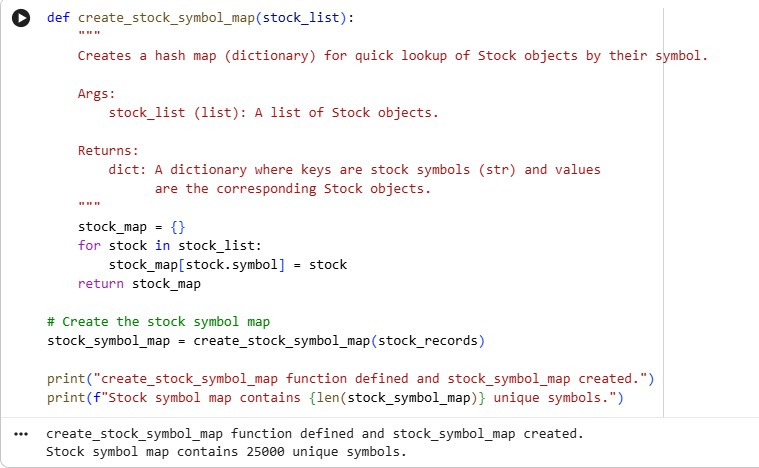 def create_stock_symbol_map(stock_list):
    """
    Creates a hash map (dictionary) for quick lookup of Stock objects by their symbol.

    Args:
        stock_list (list): A list of Stock objects.

    Returns:
        dict: A dictionary where keys are stock symbols (str) and values
              are the corresponding Stock objects.
    """
    stock_map = {}
    for stock in stock_list:
        stock_map[stock.symbol] = stock
    return stock_map

# Create the stock symbol map
stock_symbol_map = create_stock_symbol_map(stock_records)

print("create_stock_symbol_map function defined and stock_symbol_map created.")
print(f"Stock symbol map contains {len(stock_symbol_map)} unique symbols.")
create_stock_symbol_map function defined and stock_symbol_map created.
Stock symbol map contains 25000 unique symbols.